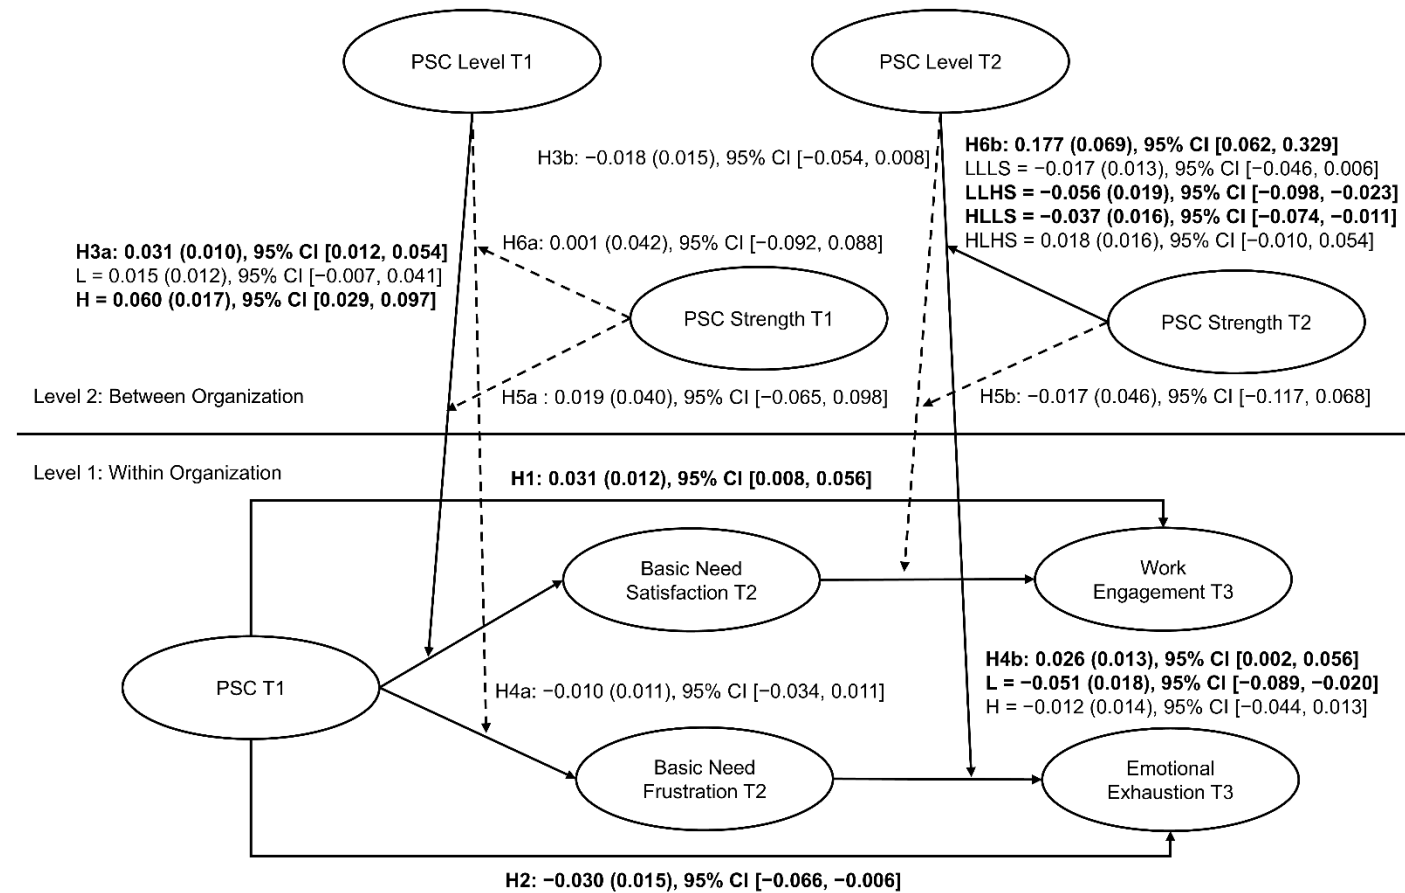 PSC Level T1
PSC Level T2
H3b: −0.018 (0.015), 95% CI [−0.054, 0.008]
H6b: 0.177 (0.069), 95% CI [0.062, 0.329]
LLLS = −0.017 (0.013), 95% CI [−0.046, 0.006]
LLHS = −0.056 (0.019), 95% CI [−0.098, −0.023]
HLLS = −0.037 (0.016), 95% CI [−0.074, −0.011]
HLHS = 0.018 (0.016), 95% CI [−0.010, 0.054]
H3a: 0.031 (0.010), 95% CI [0.012, 0.054]
L = 0.015 (0.012), 95% CI [−0.007, 0.041]
H = 0.060 (0.017), 95% CI [0.029, 0.097]
H6a: 0.001 (0.042), 95% CI [−0.092, 0.088]
PSC Strength T1
PSC Strength T2
Level 2: Between Organization
H5a : 0.019 (0.040), 95% CI [−0.065, 0.098]
H5b: −0.017 (0.046), 95% CI [−0.117, 0.068]
Level 1: Within Organization
H1: 0.031 (0.012), 95% CI [0.008, 0.056]
Basic Need
Satisfaction T2
Work
Engagement T3
PSC T1
H4a: −0.010 (0.011), 95% CI [−0.034, 0.011]
H4b: 0.026 (0.013), 95% CI [0.002, 0.056]
L = −0.051 (0.018), 95% CI [−0.089, −0.020]
H = −0.012 (0.014), 95% CI [−0.044, 0.013]
Basic Need
Frustration T2
Emotional
Exhaustion T3
H2: −0.030 (0.015), 95% CI [−0.066, −0.006]